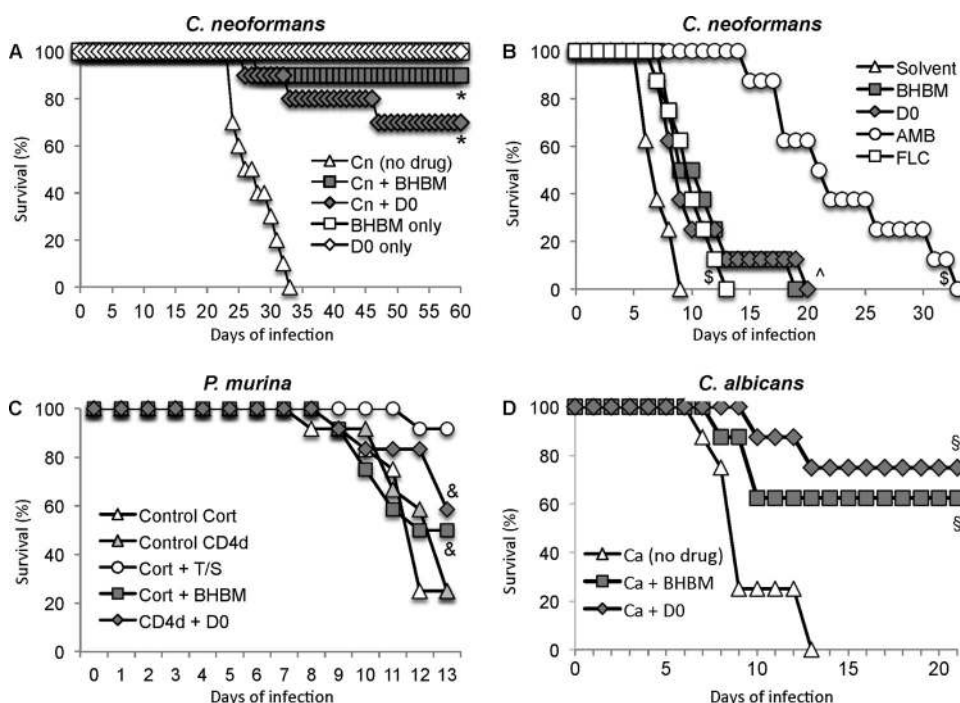 C. neoformans
A
100
80
60
40
20
0
Survival (%)
Cn (no drug)
Cn + BHBM
Cn + D0
BHBM only
D0 only
*
*
0 5 10 15 20 25 30 35 40 45 50 55 60
Days of infection
C. neoformans
B
100
80
60
40
20
0
Survival (%)
Solvent
BHBM
D0
AMB
FLC
$
^
$
0 5 10 15 20 25 30
Days of infection
P. murina
C
100
80
60
40
20
0
Survival (%)
Control Cort
Control CD4d
Cort + T/S
Cort + BHBM
CD4d + D0
&
&
0 1 2 3 4 5 6 7 8 9 10 11 12 13
Days of infection
C. albicans
D
100
80
60
40
20
0
Survival (%)
Ca (no drug)
Ca + BHBM
Ca + D0
§
§
0 5 10 15 20
Days of infection